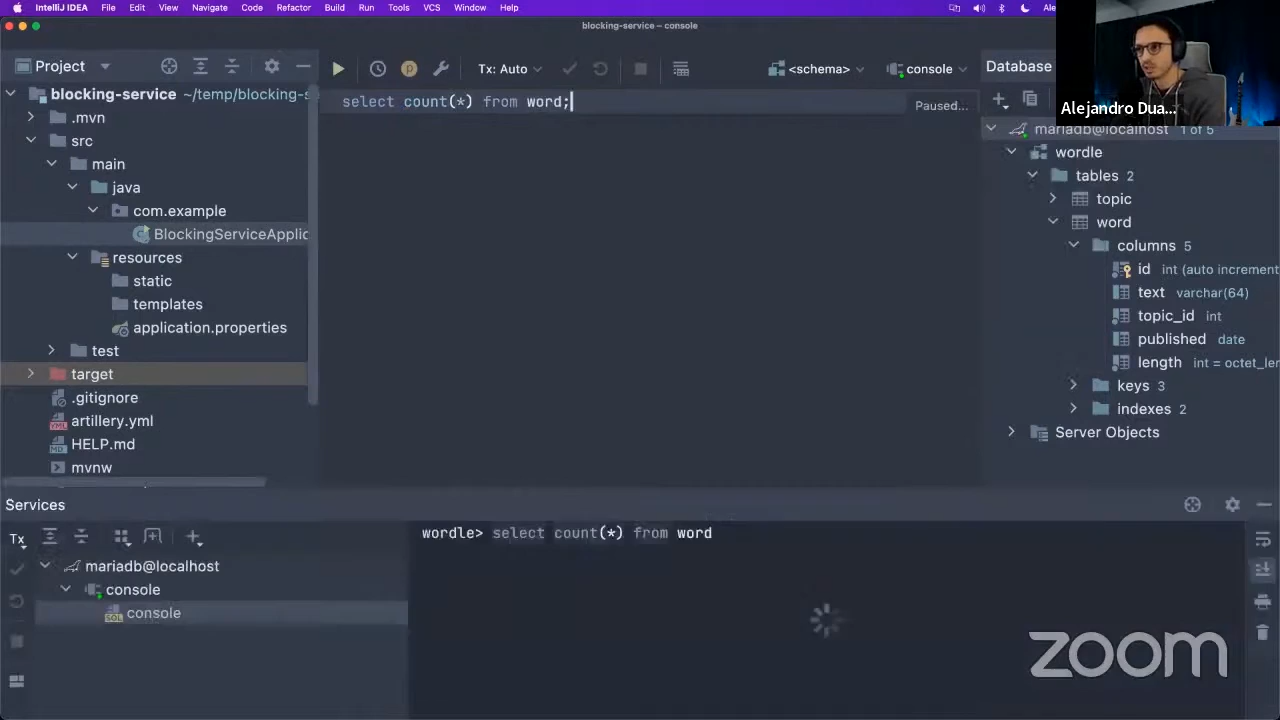 IntelliJ IDEA File Edit View Navigate Code Refactor Build Run Tools VCS Window Help
blocking-service – console
Project
Tx: Auto
<schema>
console
Database
blocking-service ~/temp/blocking-s
select count(*) from word;
Paused...
Alejandro Dua...
.mvn
mariadb@localhost 1 of 5
src
wordle
main
tables 2
java
topic
com.example
word
BlockingServiceApplic
columns 5
resources
id int (auto increment
static
text varchar(64)
templates
topic_id int
application.properties
published date
test
length int = octet_len
target
keys 3
.gitignore
indexes 2
artillery.yml
Server Objects
HELP.md
mvnw
Services
Tx
wordle> select count(*) from word
mariadb@localhost
console
console
zoom